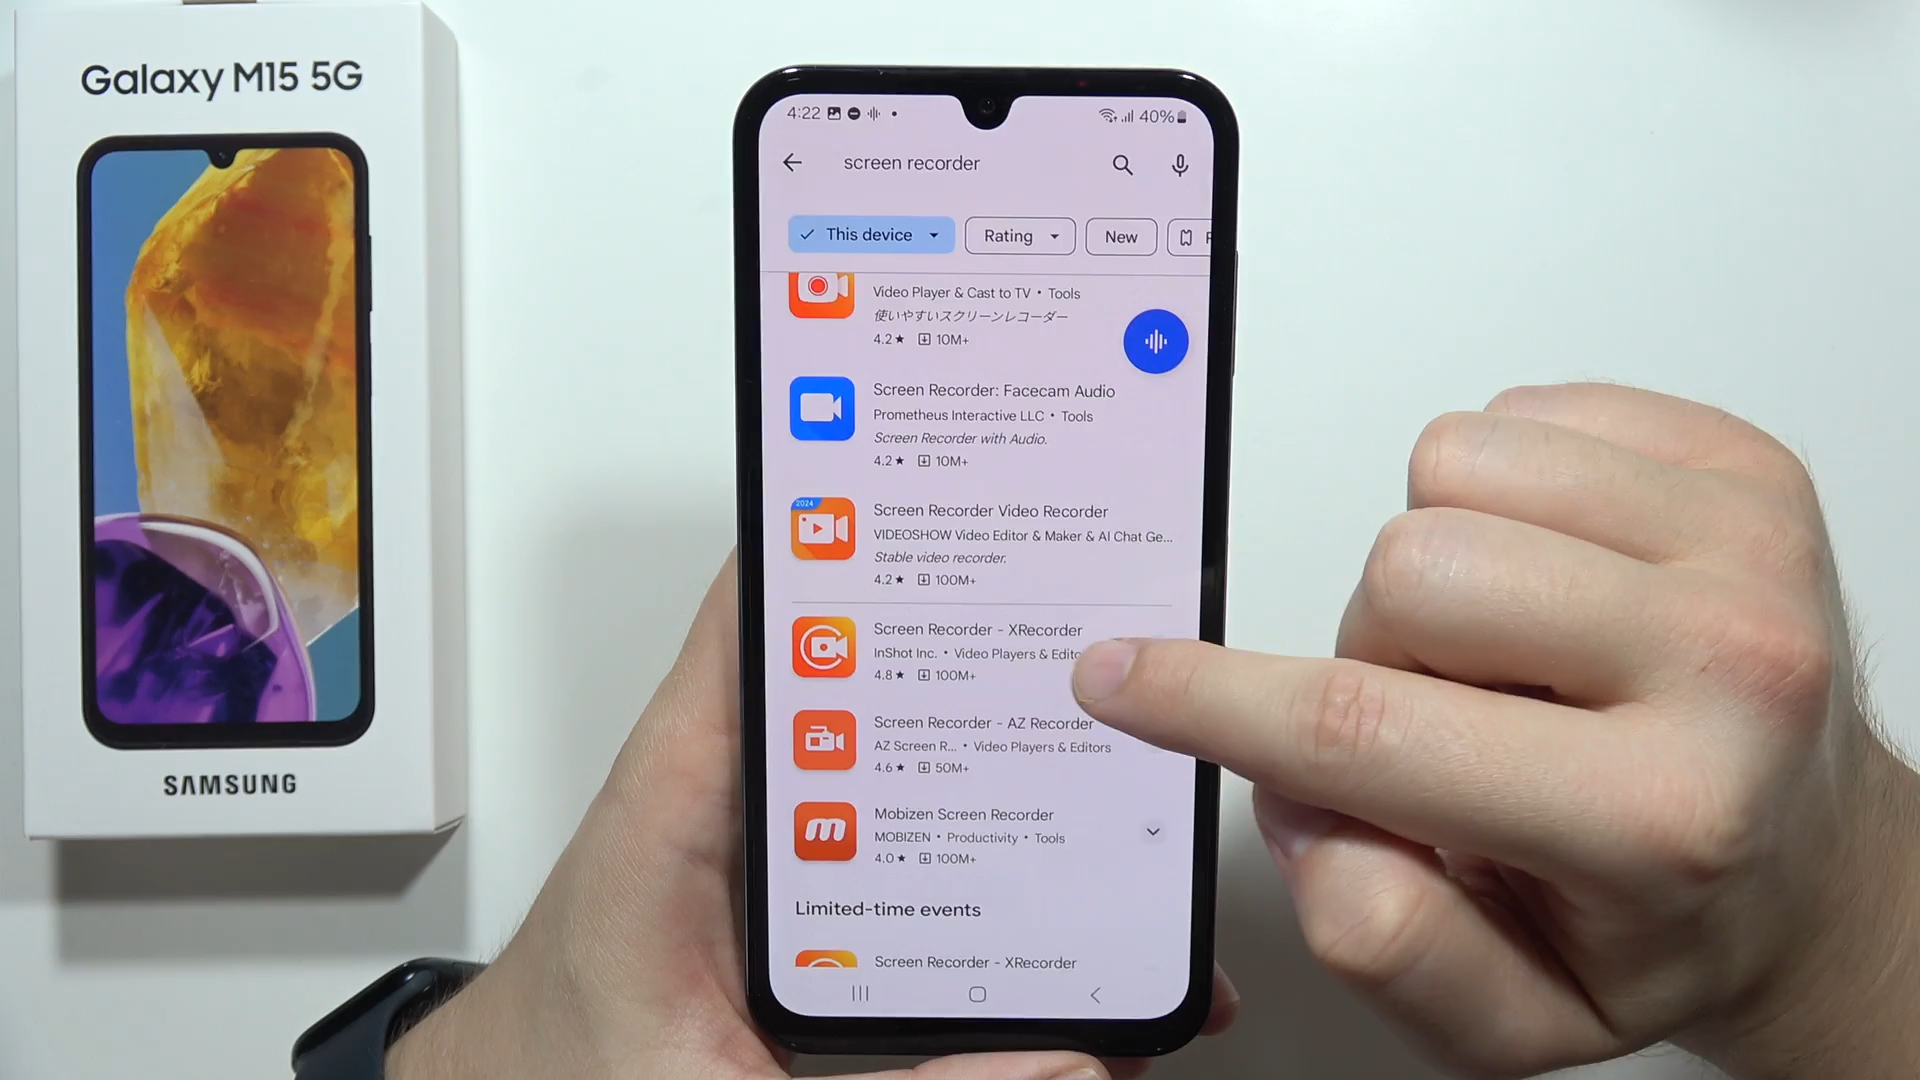 Galaxy M15 5G
SAMSUNG
4:22
40%
screen recorder
This device
Rating
New
Video Player & Cast to TV • Tools
使いやすいスクリーンレコーダー
4.2★ 10M+
Screen Recorder: Facecam Audio
Prometheus Interactive LLC • Tools
Screen Recorder with Audio.
4.2★ 10M+
2024
Screen Recorder Video Recorder
VIDEOSHOW Video Editor & Maker & AI Chat Ge...
Stable video recorder.
4.2★ 100M+
Screen Recorder - XRecorder
InShot Inc. • Video Players &
4.8★ 100M+
Screen Recorder - AZ Recorder
AZ Screen R... • Video Players & Editors
4.6★ 50M+
m
Mobizen Screen Recorder
MOBIZEN • Productivity • Tools
4.0★ 100M+
Limited-time events
Screen Recorder - XRecorder